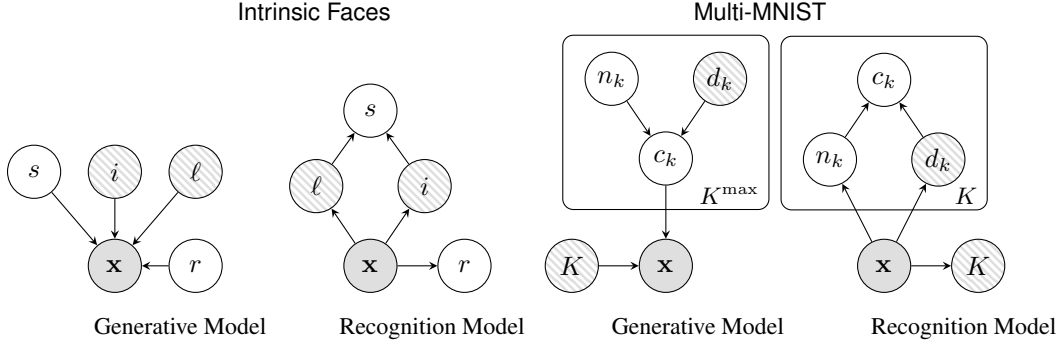 Intrinsic Faces
Multi-MNIST
s i ℓ
x r
Generative Model
s
ℓ i
x r
Recognition Model
n_k d_k
c_k
K^max
K x
Generative Model
c_k
n_k d_k
K
x K
Recognition Model